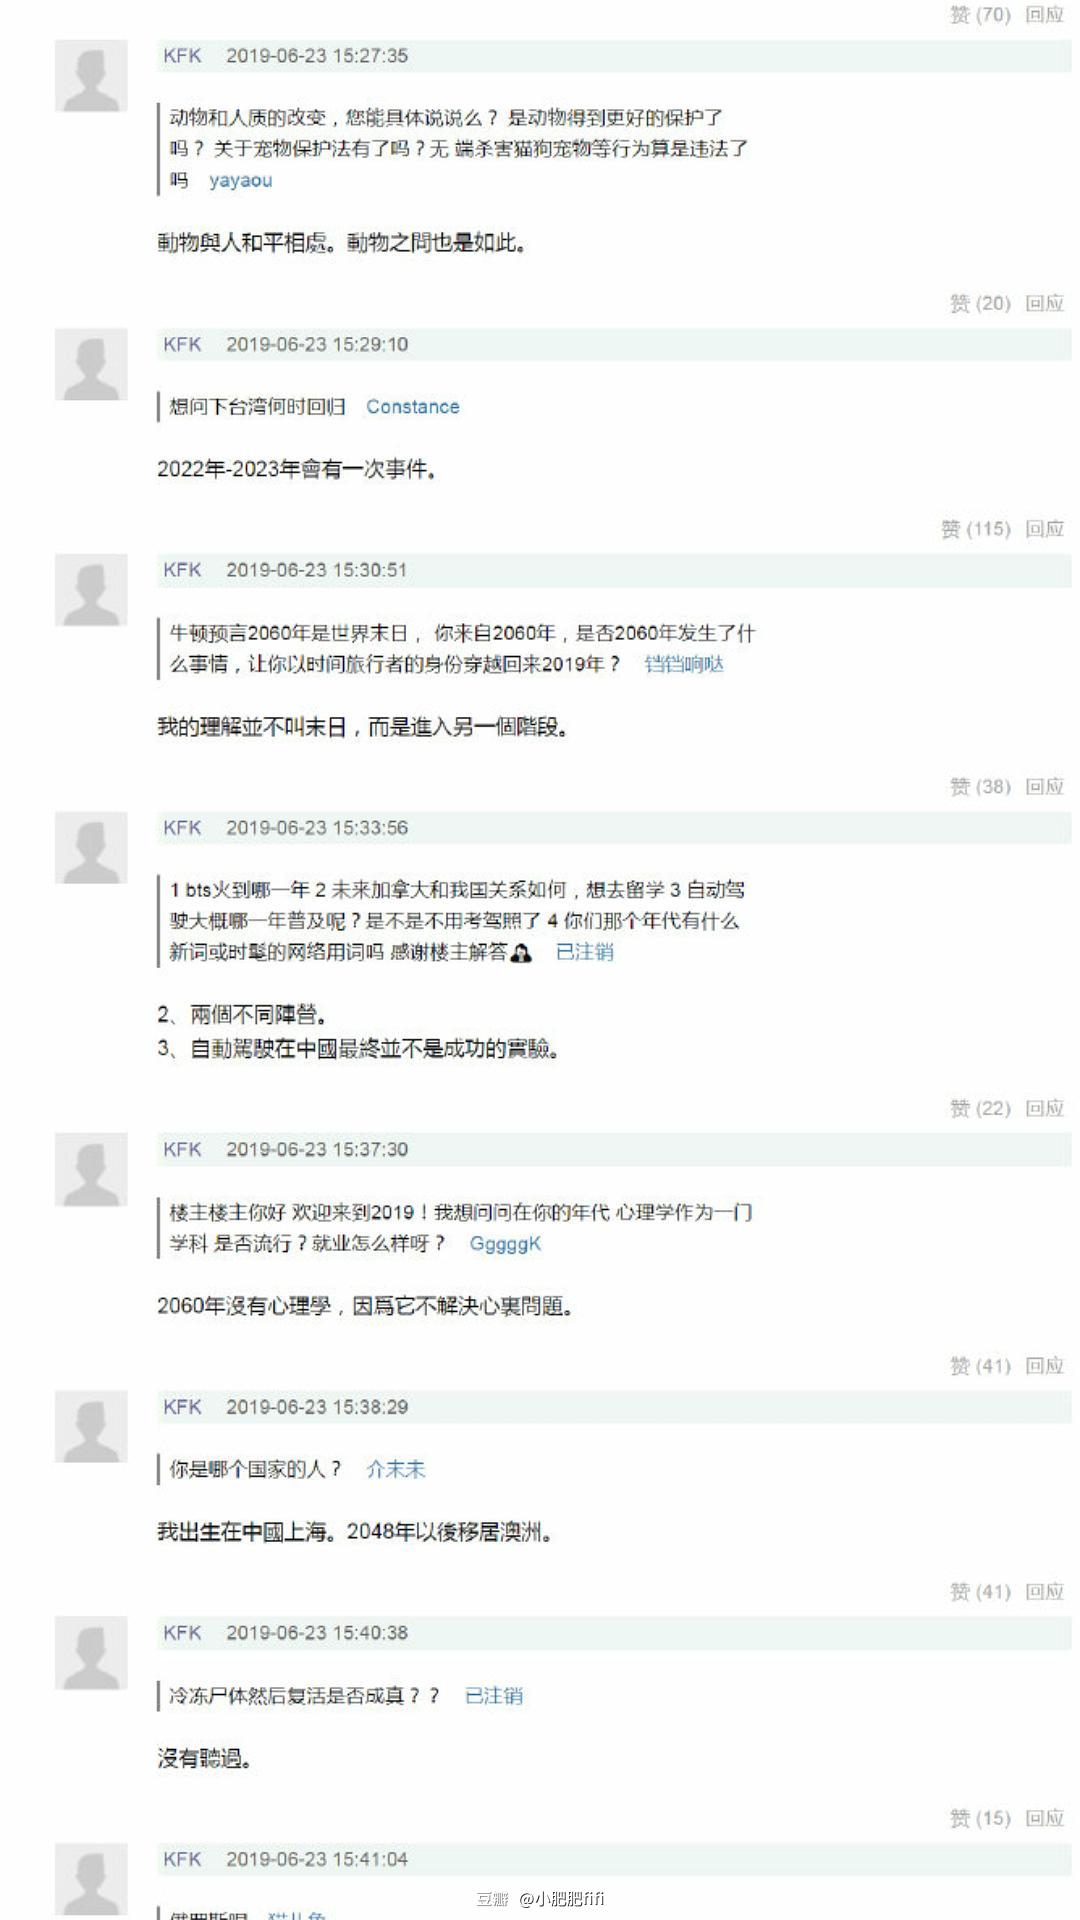 赞 (70) 回应
KFK 2019-06-23 15:27:35
动物和人质的改变，您能具体说说么？ 是动物得到更好的保护了
吗？ 关于宠物保护法有了吗？无 端杀害猫狗宠物等行为算是违法了
吗 yayaou
動物與人和平相處。動物之間也是如此。
赞 (20) 回应
KFK 2019-06-23 15:29:10
想问下台湾何时回归 Constance
2022年-2023年會有一次事件。
赞 (115) 回应
KFK 2019-06-23 15:30:51
牛顿预言2060年是世界末日， 你来自2060年，是否2060年发生了什
么事情，让你以时间旅行者的身份穿越回来2019年？ 铛铛响哒
我的理解並不叫末日，而是進入另一個階段。
赞 (38) 回应
KFK 2019-06-23 15:33:56
1 bts火到哪一年 2 未来加拿大和我国关系如何，想去留学 3 自动驾
驶大概哪一年普及呢？是不是不用考驾照了 4 你们那个年代有什么
新词或时髦的网络用词吗 感谢楼主解答 已注销
2、兩個不同陣營。
3、自動駕駛在中國最終並不是成功的實驗。
赞 (22) 回应
KFK 2019-06-23 15:37:30
楼主楼主你好 欢迎来到2019！我想问问在你的年代 心理学作为一门
学科 是否流行？就业怎么样呀？ GggggK
2060年沒有心理學，因爲它不解決心裏問題。
赞 (41) 回应
KFK 2019-06-23 15:38:29
你是哪个国家的人？ 介末未
我出生在中國上海。2048年以後移居澳洲。
赞 (41) 回应
KFK 2019-06-23 15:40:38
冷冻尸体然后复活是否成真？？ 已注销
沒有聽過。
赞 (15) 回应
KFK 2019-06-23 15:41:04
豆瓣 @小肥肥fifi